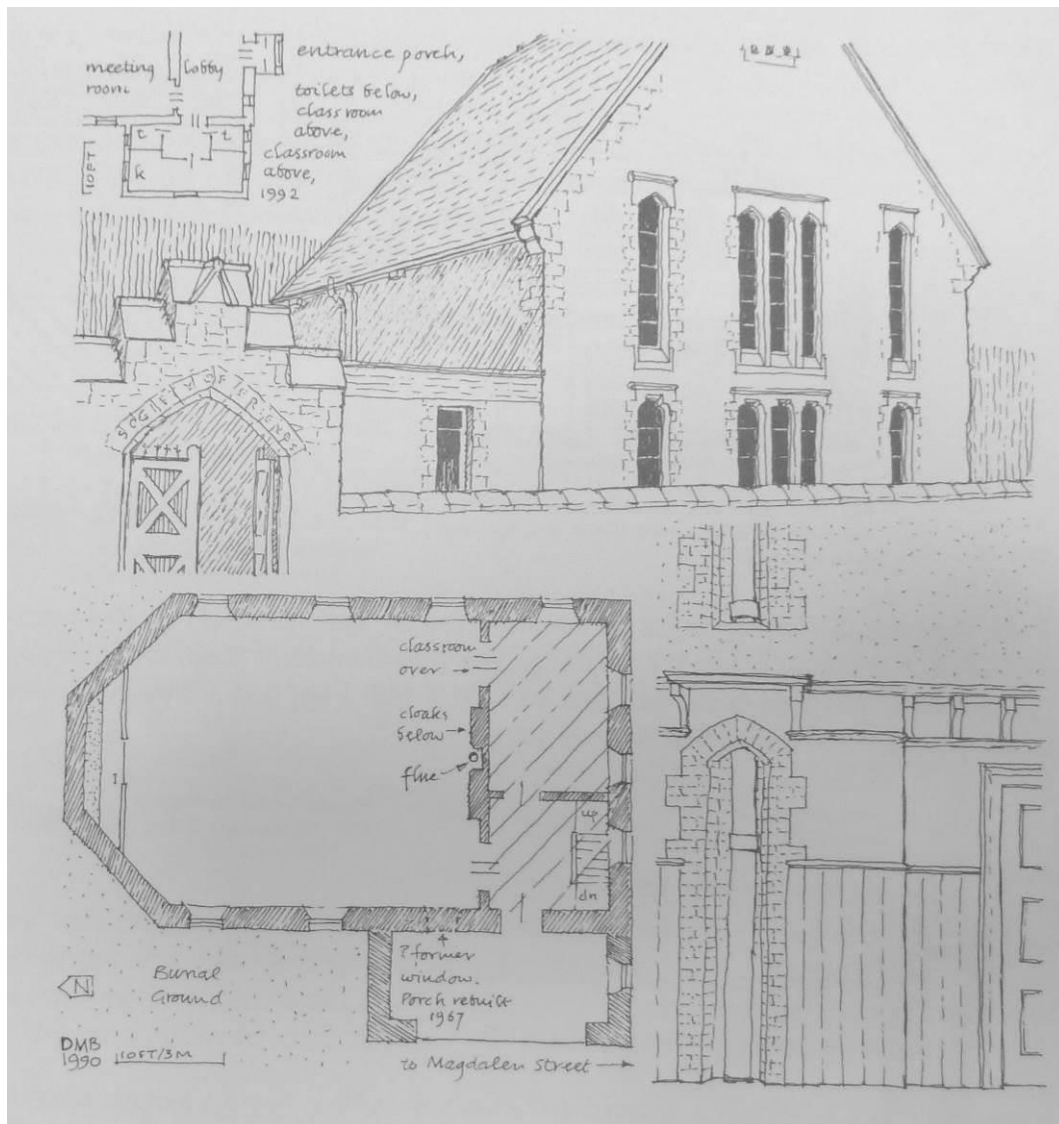 entrance porch,
meeting lobby
room
toilets below,
classroom
above,
classroom
above,
1992
t t
k
10FT
SOCIETY OF FRIENDS
classroom
over
cloaks
below
flue
up
dn
? former
window.
Porch rebuilt
1967
Burial
Ground
N
DMB
1990 10FT/3M
to Magdalen Street